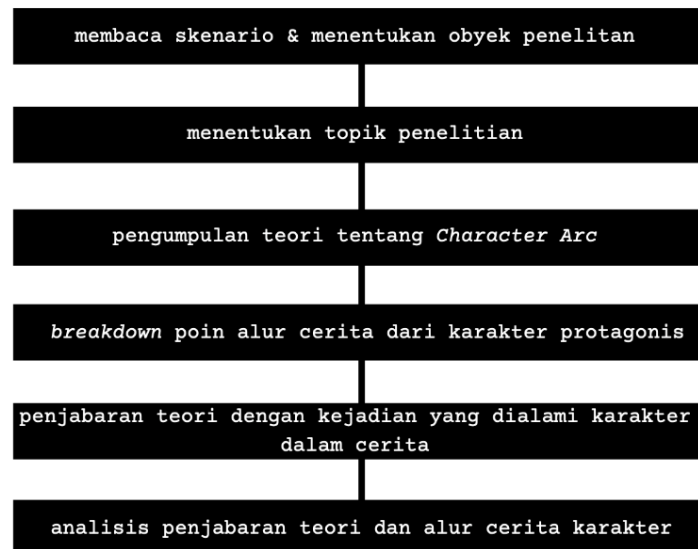 membaca skenario & menentukan obyek penelitan
menentukan topik penelitian
pengumpulan teori tentang Character Arc
breakdown poin alur cerita dari karakter protagonis
penjabaran teori dengan kejadian yang dialami karakter
dalam cerita
analisis penjabaran teori dan alur cerita karakter